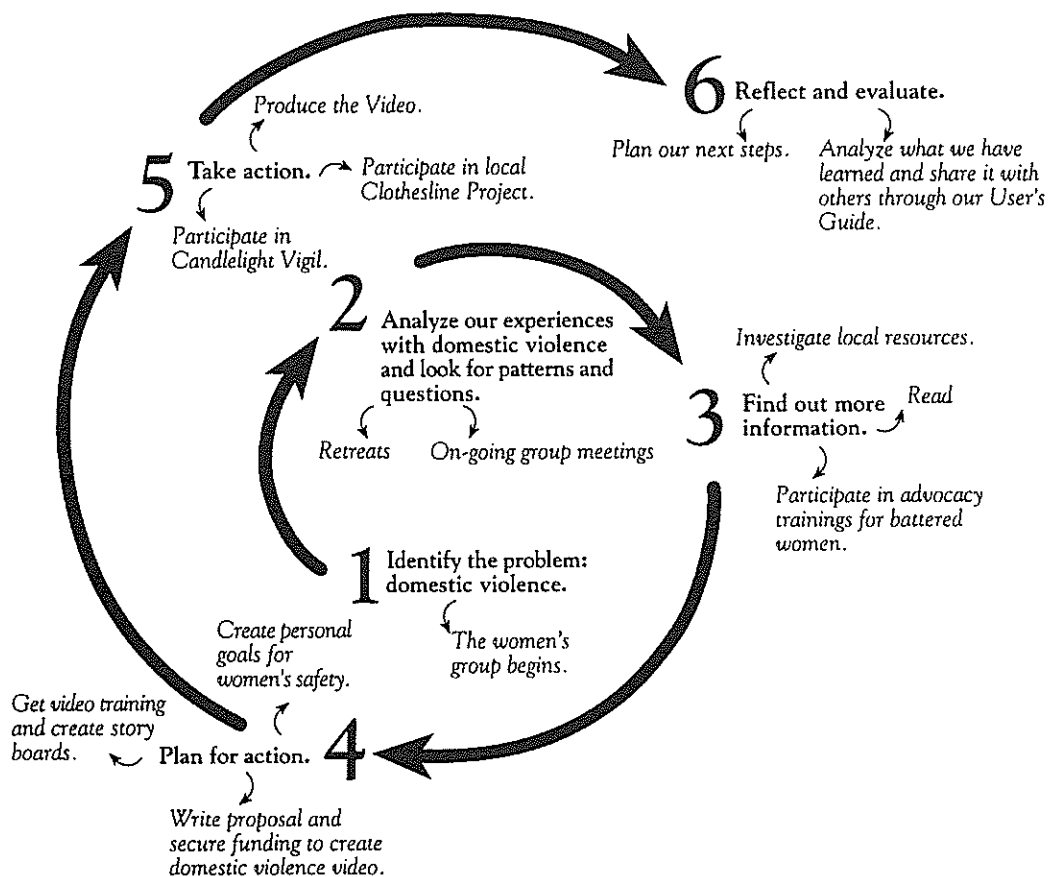 1
Identify the problem:
domestic violence.
The women's
group begins.
2
Analyze our experiences
with domestic violence
and look for patterns and
questions.
Retreats
On-going group meetings
3
Find out more
information.
Investigate local resources.
Read
Participate in advocacy
trainings for battered
women.
4
Plan for action.
Create personal
goals for
women's safety.
Get video training
and create story
boards.
Write proposal and
secure funding to create
domestic violence video.
5
Take action.
Produce the Video.
Participate in local
Clothesline Project.
Participate in
Candlelight Vigil.
6
Reflect and evaluate.
Plan our next steps.
Analyze what we have
learned and share it with
others through our User's
Guide.